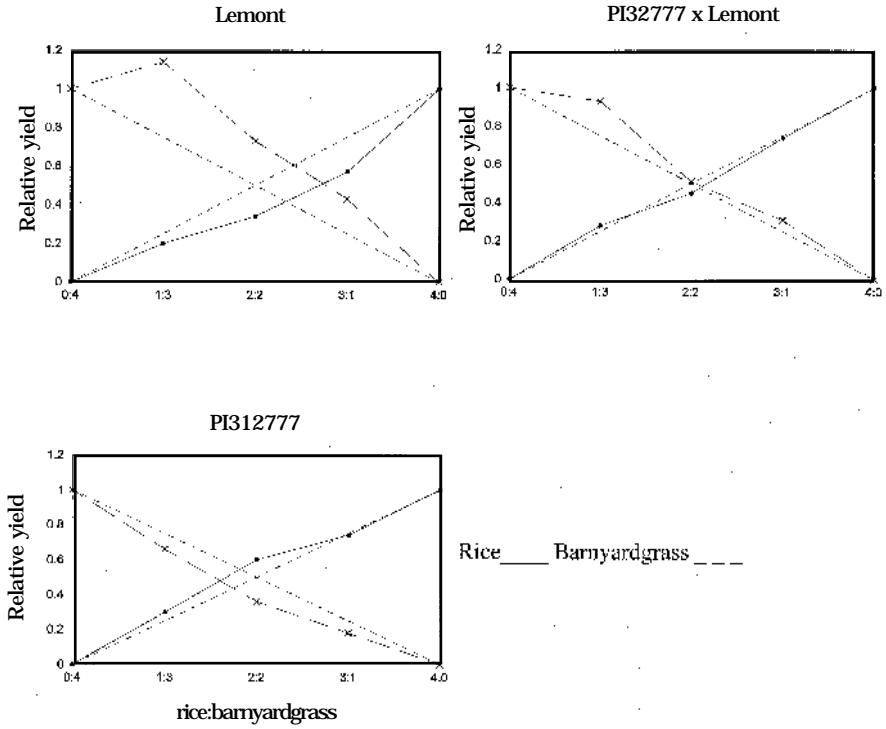 Lemont
1.2
1
0.8
0.6
0.4
0.2
0
Relative yield
0:4 1:3 2:2 3:1 4:0
PI32777 x Lemont
1.2
1
0.8
0.6
0.4
0.2
0
Relative yield
0:4 1:3 2:2 3:1 4:0
PI312777
1.2
1
0.8
0.6
0.4
0.2
0
Relative yield
0:4 1:3 2:2 3:1 4:0
rice:barnyardgrass
Rice____ Barnyardgrass _ _ _